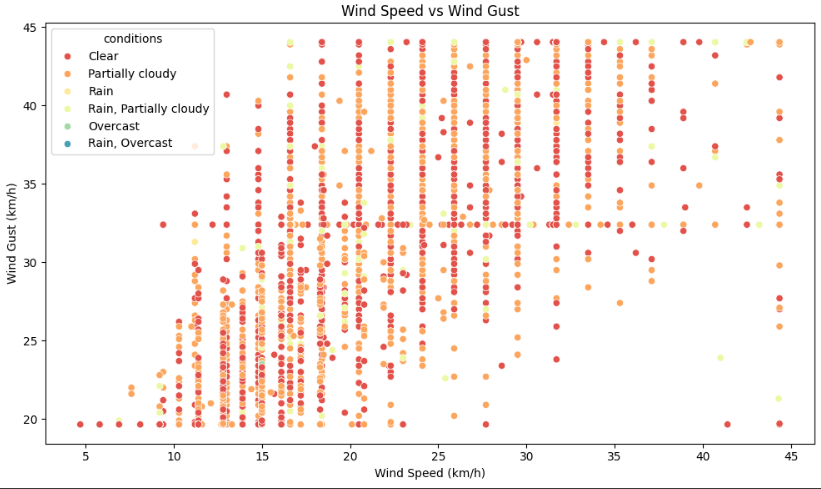 Wind Speed vs Wind Gust
45
40
35
30
25
20
Wind Gust (km/h)
conditions
Clear
Partially cloudy
Rain
Rain, Partially cloudy
Overcast
Rain, Overcast
5 10 15 20 25 30 35 40 45
Wind Speed (km/h)